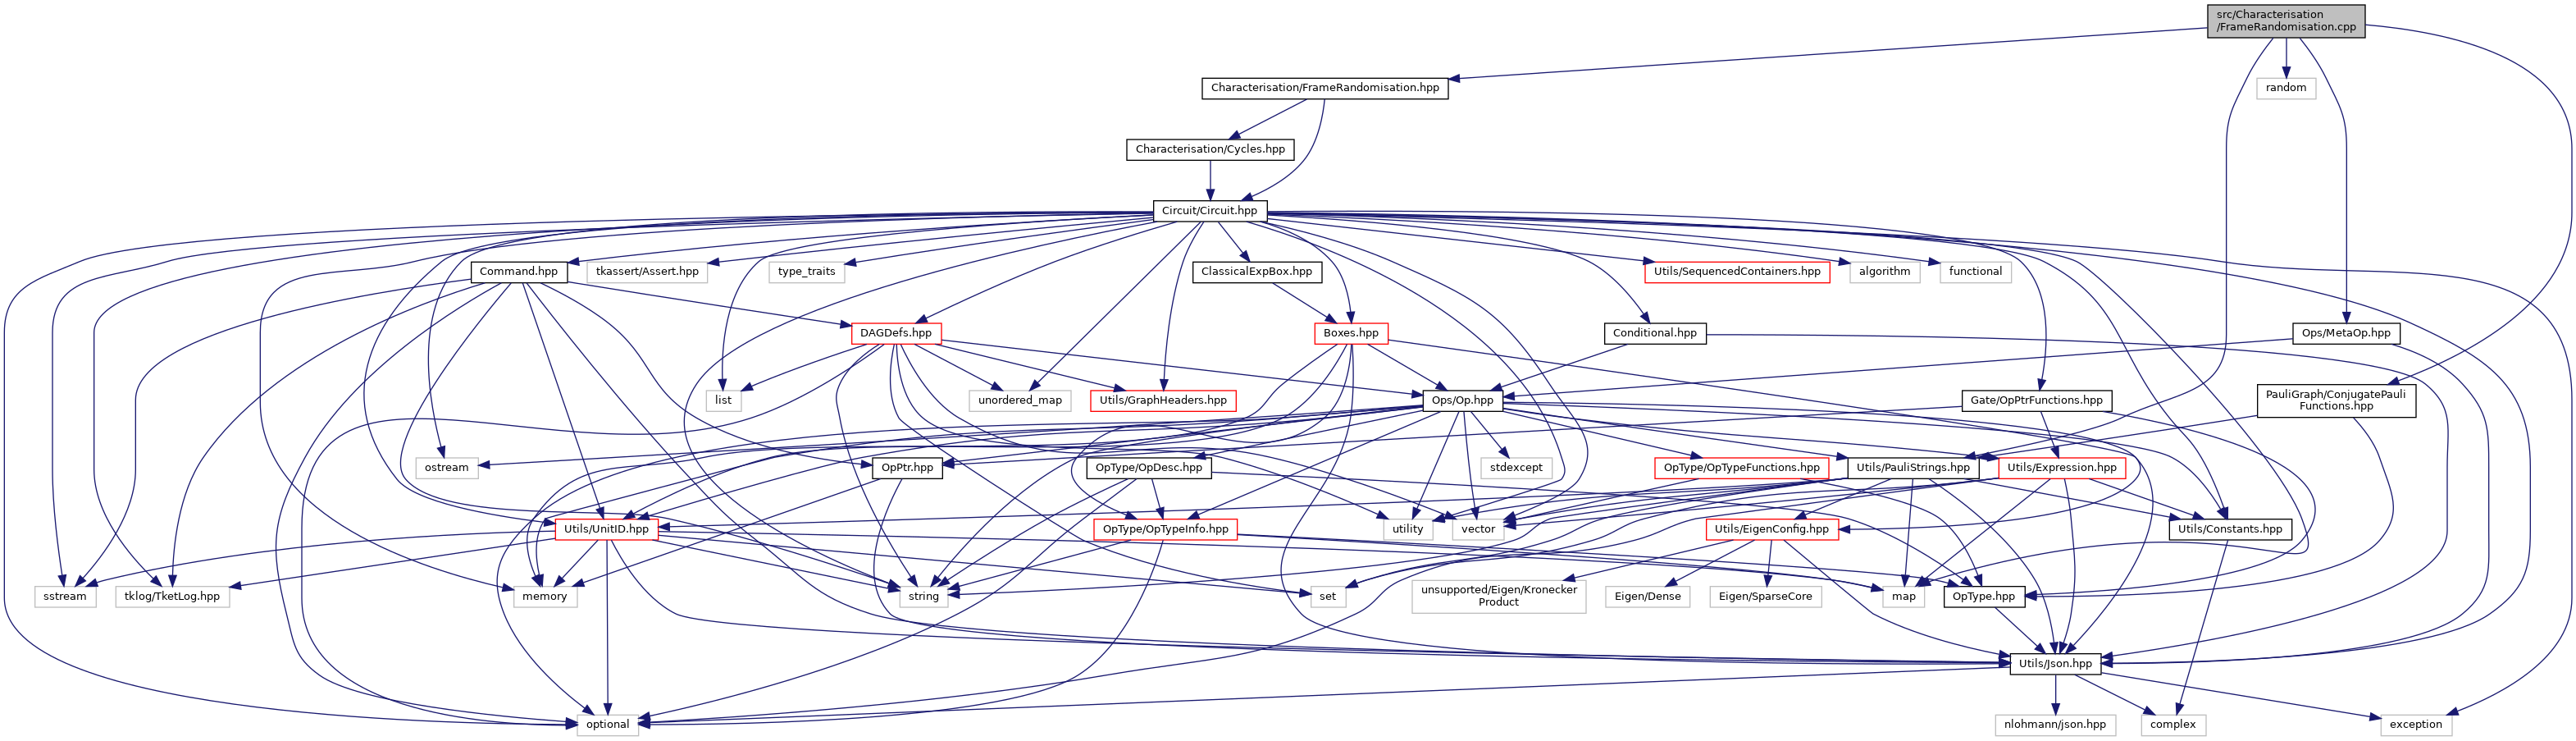 src/Characterisation
/FrameRandomisation.cpp
Characterisation/FrameRandomisation.hpp
random
Characterisation/Cycles.hpp
Circuit/Circuit.hpp
Command.hpp
tkassert/Assert.hpp
type_traits
ClassicalExpBox.hpp
Utils/SequencedContainers.hpp
algorithm
functional
DAGDefs.hpp
Boxes.hpp
Conditional.hpp
Ops/MetaOp.hpp
list
unordered_map
Utils/GraphHeaders.hpp
Ops/Op.hpp
Gate/OpPtrFunctions.hpp
PauliGraph/ConjugatePauli
Functions.hpp
ostream
OpPtr.hpp
OpType/OpDesc.hpp
stdexcept
OpType/OpTypeFunctions.hpp
Utils/PauliStrings.hpp
Utils/Expression.hpp
Utils/UnitID.hpp
OpType/OpTypeInfo.hpp
utility
vector
Utils/EigenConfig.hpp
Utils/Constants.hpp
sstream
tklog/TketLog.hpp
memory
string
set
unsupported/Eigen/Kronecker
Product
Eigen/Dense
Eigen/SparseCore
map
OpType.hpp
Utils/Json.hpp
optional
nlohmann/json.hpp
complex
exception